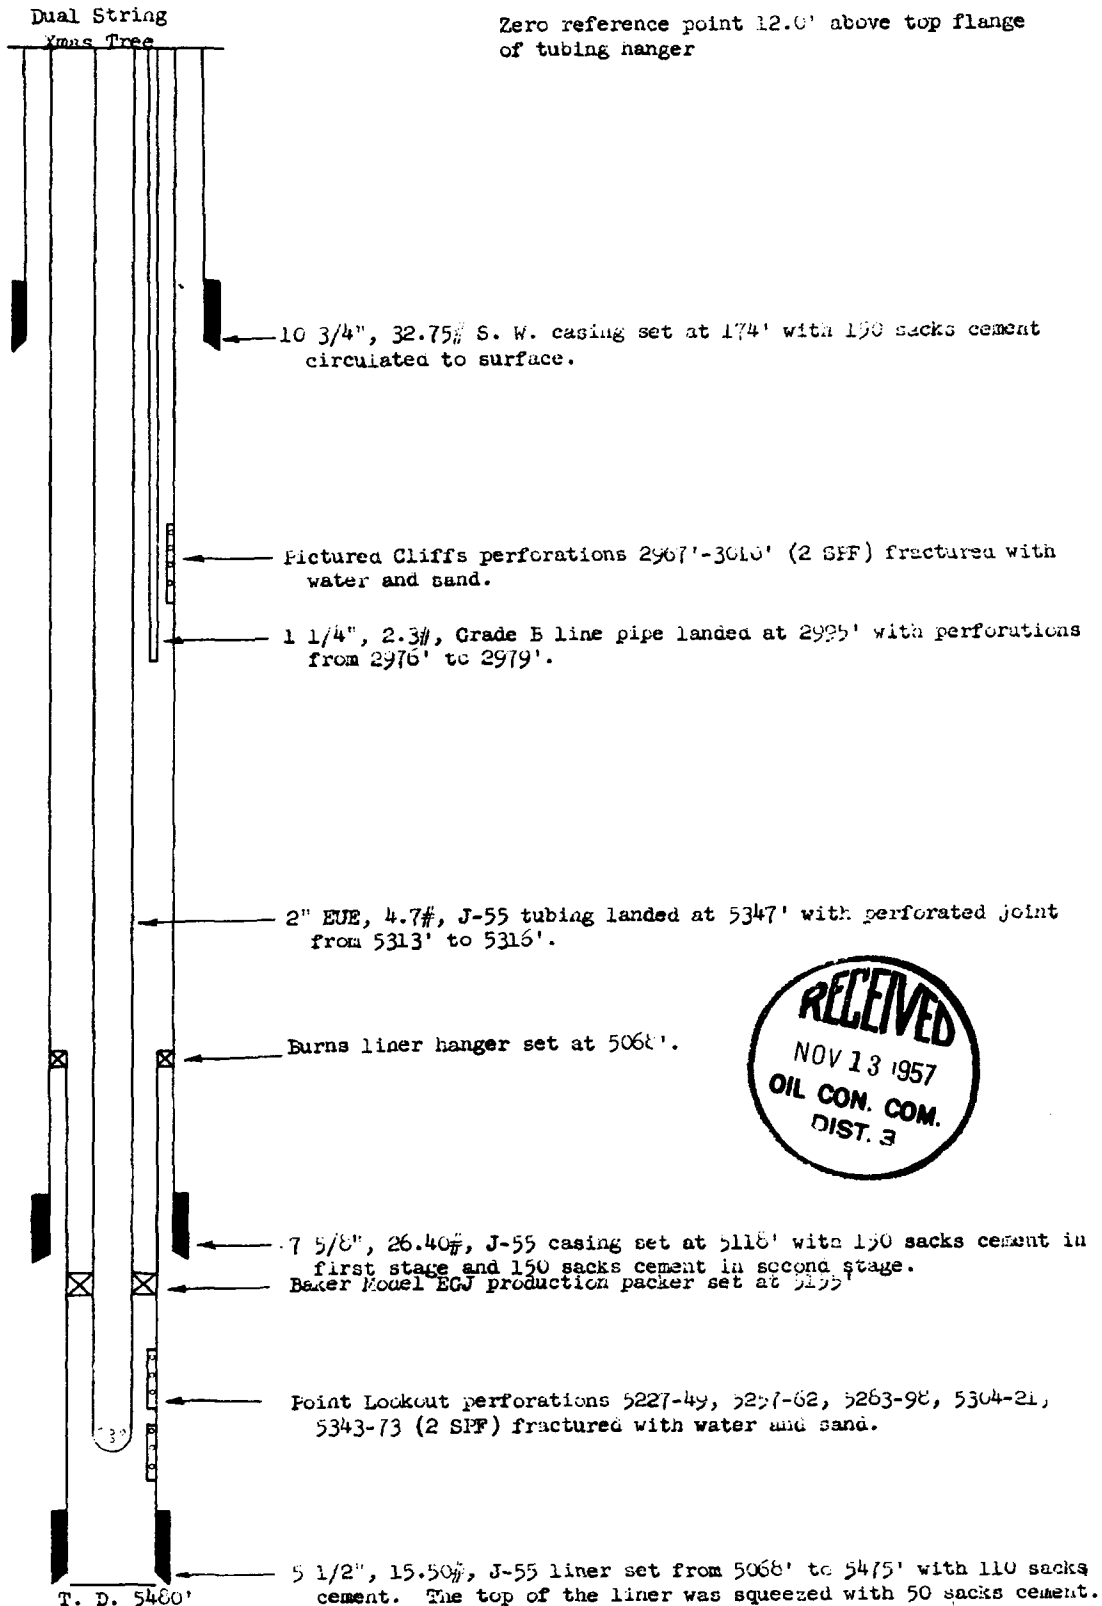 Dual String
Xmas Tree
Zero reference point 12.0' above top flange
of tubing hanger
10 3/4", 32.75# S. W. casing set at 174' with 150 sacks cement
circulated to surface.
Pictured Cliffs perforations 2967'-3010' (2 SPF) fractured with
water and sand.
1 1/4", 2.3#, Grade B line pipe landed at 2995' with perforations
from 2976' to 2979'.
2" EUE, 4.7#, J-55 tubing landed at 5347' with perforated joint
from 5313' to 5316'.
Burns liner hanger set at 5068'.
RECEIVED
NOV 13 1957
OIL CON. COM.
DIST. 3
7 5/8", 26.40#, J-55 casing set at 5118' with 150 sacks cement in
first stage and 150 sacks cement in second stage.
Baker Model EGJ production packer set at 5155'
Point Lookout perforations 5227-49, 5257-62, 5283-98, 5304-21,
5343-73 (2 SPF) fractured with water and sand.
5 1/2", 15.50#, J-55 liner set from 5068' to 5475' with 110 sacks
cement. The top of the liner was squeezed with 50 sacks cement.
T. D. 5480'